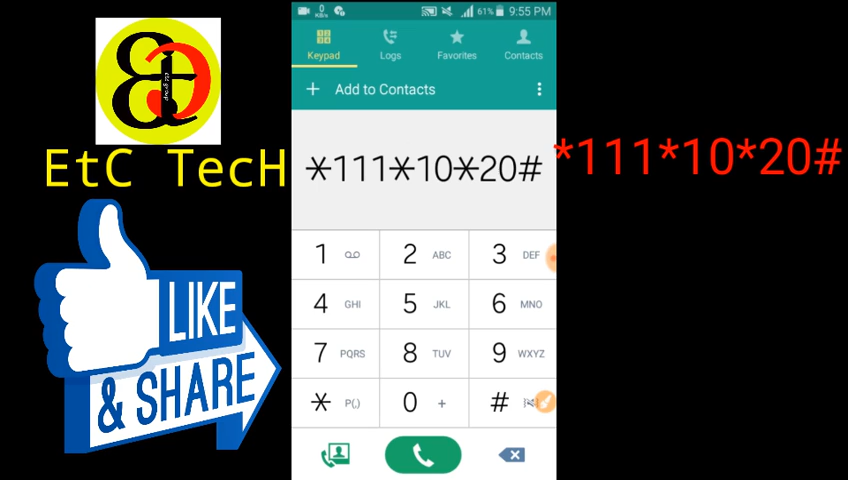 0
KB/s
61%
9:55 PM
Keypad
Logs
Favorites
Contacts
+ Add to Contacts
EtC TecH
*111*10*20#
*111*10*20#
1
2 ABC
3 DEF
4 GHI
5 JKL
6 MNO
7 PQRS
8 TUV
9 WXYZ
* P(,)
0 +
#
LIKE
& SHARE